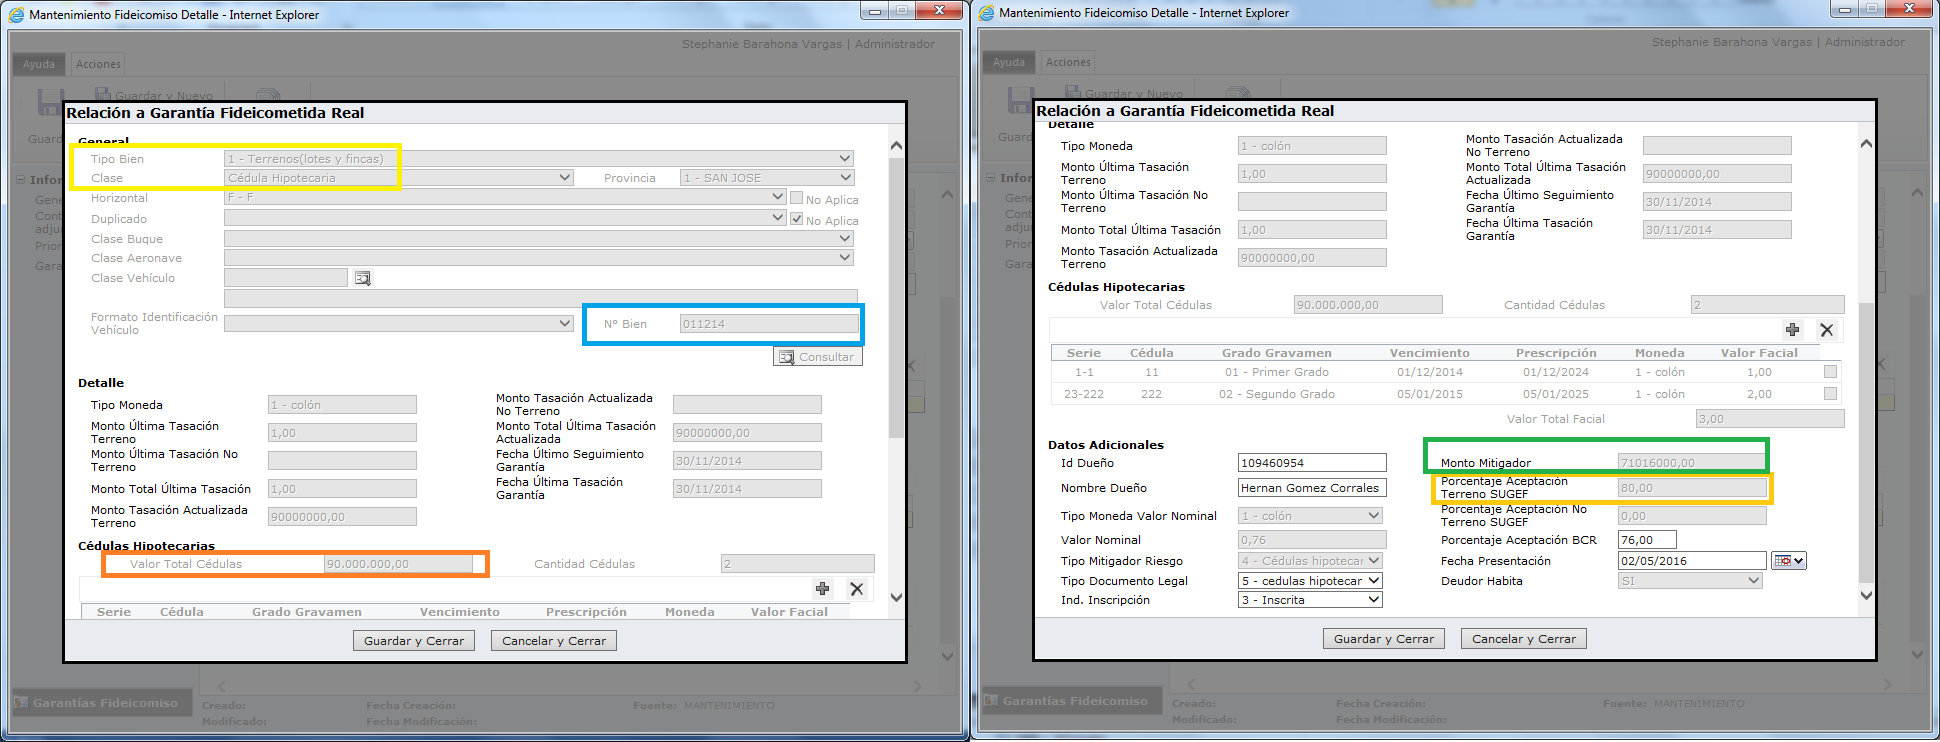 Mantenimiento Fideicomiso Detalle - Internet Explorer
Stephanie Barahona Vargas | Administrador
Ayuda Acciones
Guardar y Nuevo
Relación a Garantía Fideicometida Real
General
Tipo Bien 1 - Terrenos(lotes y fincas)
Clase Cédula Hipotecaria Provincia 1 - SAN JOSE
Horizontal F - F No Aplica
Duplicado No Aplica
Clase Buque
Clase Aeronave
Clase Vehículo
Formato Identificación
Vehículo
N° Bien 011214
Consultar
Detalle
Tipo Moneda 1 - colón
Monto Tasación Actualizada
No Terreno
Monto Última Tasación
Terreno 1,00
Monto Total Última Tasación
Actualizada 90000000,00
Monto Última Tasación No
Terreno
Fecha Último Seguimiento
Garantía 30/11/2014
Monto Total Última Tasación 1,00
Fecha Última Tasación
Garantía 30/11/2014
Monto Tasación Actualizada
Terreno 90000000,00
Cédulas Hipotecarias
Valor Total Cédulas 90.000.000,00 Cantidad Cédulas 2
Serie Cédula Grado Gravamen Vencimiento Prescripción Moneda Valor Facial
Guardar y Cerrar Cancelar y Cerrar
Garantías Fideicomiso
Creado: Fecha Creación: Fuente: MANTENIMIENTO
Modificado: Fecha Modificación:
Mantenimiento Fideicomiso Detalle - Internet Explorer
Stephanie Barahona Vargas | Administrador
Ayuda Acciones
Guardar y Nuevo
Relación a Garantía Fideicometida Real
Detalle
Tipo Moneda 1 - colón
Monto Tasación Actualizada
No Terreno
Monto Última Tasación
Terreno 1,00
Monto Total Última Tasación
Actualizada 90000000,00
Monto Última Tasación No
Terreno
Fecha Último Seguimiento
Garantía 30/11/2014
Monto Total Última Tasación 1,00
Fecha Última Tasación
Garantía 30/11/2014
Monto Tasación Actualizada
Terreno 90000000,00
Cédulas Hipotecarias
Valor Total Cédulas 90.000.000,00 Cantidad Cédulas 2
Serie Cédula Grado Gravamen Vencimiento Prescripción Moneda Valor Facial
1-1 11 01 - Primer Grado 01/12/2014 01/12/2024 1 - colón 1,00
23-222 222 02 - Segundo Grado 05/01/2015 05/01/2025 1 - colón 2,00
Valor Total Facial 3,00
Datos Adicionales
Id Dueño 109460954 Monto Mitigador 71016000,00
Nombre Dueño Hernan Gomez Corrales
Porcentaje Aceptación
Terreno SUGEF 80,00
Tipo Moneda Valor Nominal 1 - colón
Porcentaje Aceptación No
Terreno SUGEF 0,00
Valor Nominal 0,76 Porcentaje Aceptación BCR 76,00
Tipo Mitigador Riesgo 4 - Cédulas hipotecar Fecha Presentación 02/05/2016
Tipo Documento Legal 5 - cedulas hipotecar Deudor Habita SI
Ind. Inscripción 3 - Inscrita
Guardar y Cerrar Cancelar y Cerrar
Garantías Fideicomiso
Creado: Fecha Creación: Fuente: MANTENIMIENTO
Modificado: Fecha Modificación: